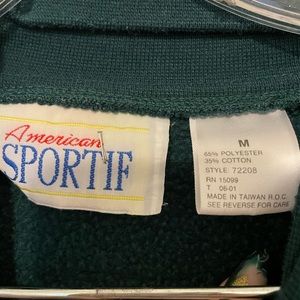 American
SPORTIF
M
65% POLYESTER
35% COTTON
STYLE: 72208
RN 15099
T 06-01
MADE IN TAIWAN R.O.C.
SEE REVERSE FOR CARE